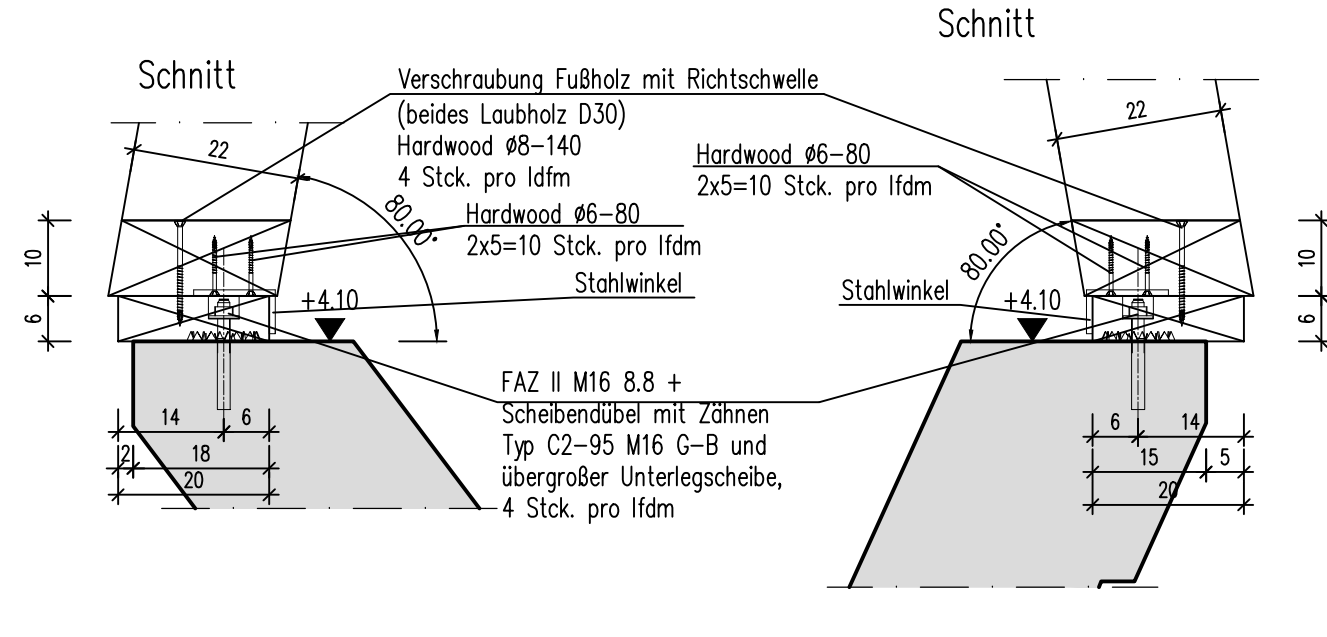 Schnitt
Schnitt
Verschraubung Fußholz mit Richtschwelle
(beides Laubholz D30)
Hardwood ø8-140
4 Stck. pro ldfm
22
22
Hardwood ø6-80
2x5=10 Stck. pro lfdm
80.00°
Hardwood ø6-80
2x5=10 Stck. pro lfdm
80.00°
10
6
10
6
Stahlwinkel
+4.10
Stahlwinkel
+4.10
FAZ II M16 8.8 +
Scheibendübel mit Zähnen
Typ C2-95 M16 G-B und
übergroßer Unterlegscheibe,
4 Stck. pro lfdm
14
6
2
18
20
6
14
15
5
20